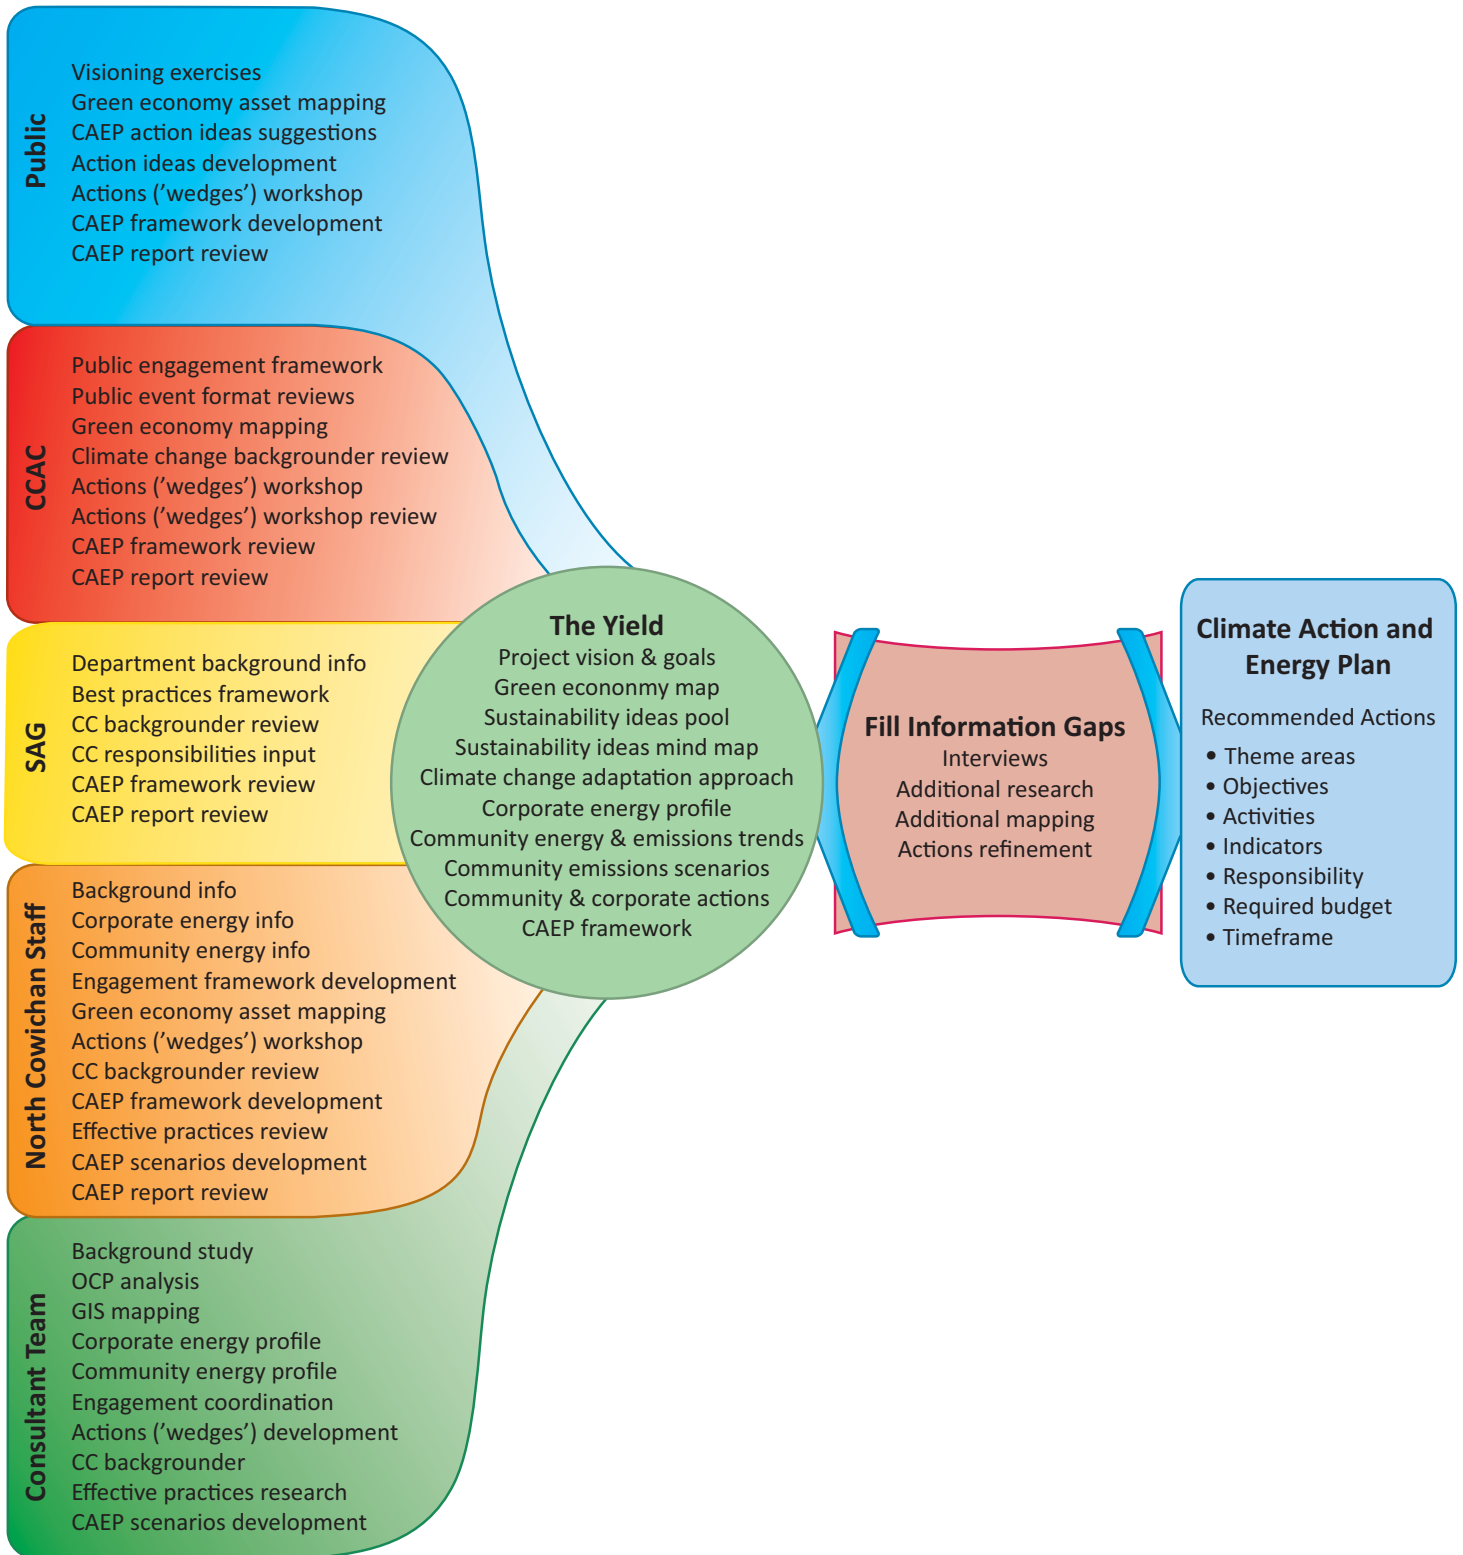 Public
Visioning exercises
Green economy asset mapping
CAEP action ideas suggestions
Action ideas development
Actions (’wedges’) workshop
CAEP framework development
CAEP report review
CCAC
Public engagement framework
Public event format reviews
Green economy mapping
Climate change backgrounder review
Actions (’wedges’) workshop
Actions (’wedges’) workshop review
CAEP framework review
CAEP report review
SAG
Department background info
Best practices framework
CC backgrounder review
CC responsibilities input
CAEP framework review
CAEP report review
North Cowichan Staff
Background info
Corporate energy info
Community energy info
Engagement framework development
Green economy asset mapping
Actions (’wedges’) workshop
CC backgrounder review
CAEP framework development
Effective practices review
CAEP scenarios development
CAEP report review
Consultant Team
Background study
OCP analysis
GIS mapping
Corporate energy profile
Community energy profile
Engagement coordination
Actions (’wedges’) development
CC backgrounder
Effective practices research
CAEP scenarios development
The Yield
Project vision & goals
Green econonmy map
Sustainability ideas pool
Sustainability ideas mind map
Climate change adaptation approach
Corporate energy profile
Community energy & emissions trends
Community emissions scenarios
Community & corporate actions
CAEP framework
Fill Information Gaps
Interviews
Additional research
Additional mapping
Actions refinement
Climate Action and
Energy Plan
Recommended Actions
• Theme areas
• Objectives
• Activities
• Indicators
• Responsibility
• Required budget
• Timeframe